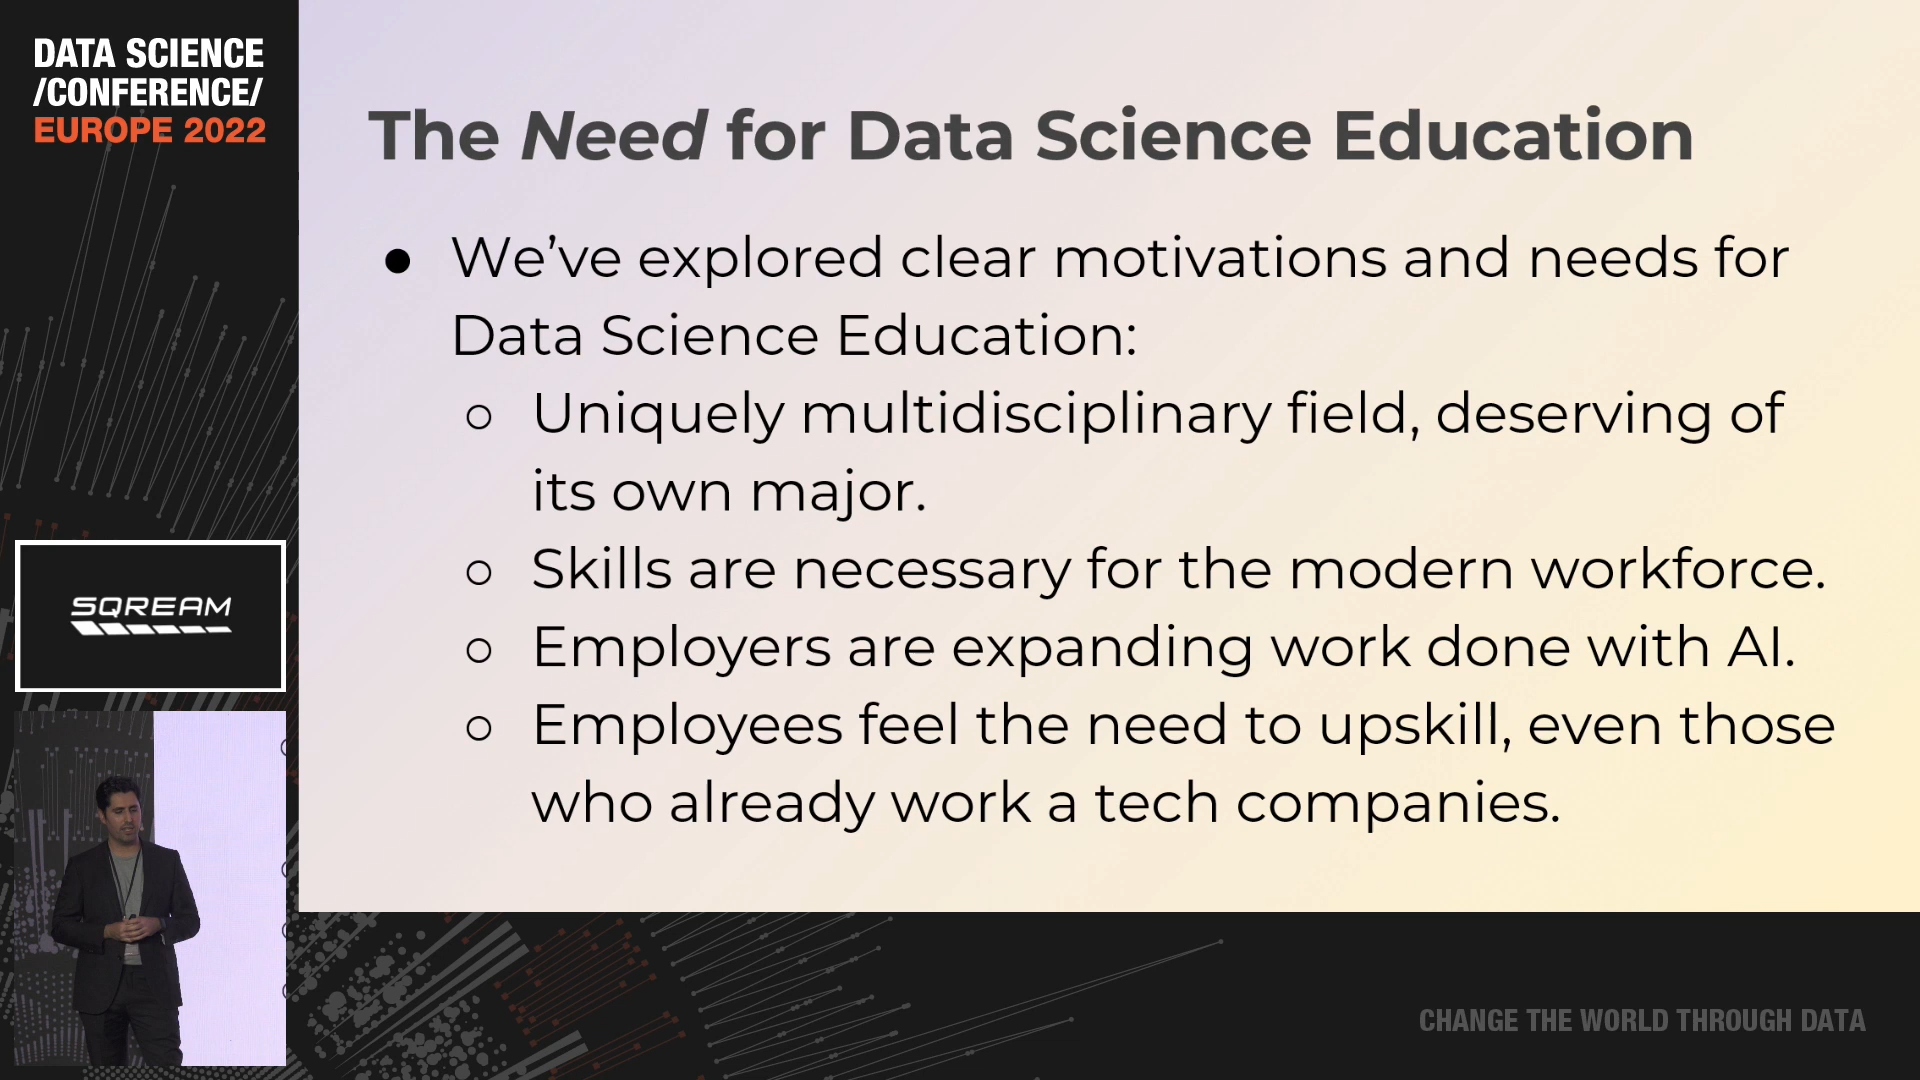 DATA SCIENCE
/CONFERENCE/
EUROPE 2022
The Need for Data Science Education
● We’ve explored clear motivations and needs for
Data Science Education:
○ Uniquely multidisciplinary field, deserving of
its own major.
○ Skills are necessary for the modern workforce.
○ Employers are expanding work done with AI.
○ Employees feel the need to upskill, even those
who already work a tech companies.
SQREAM
CHANGE THE WORLD THROUGH DATA